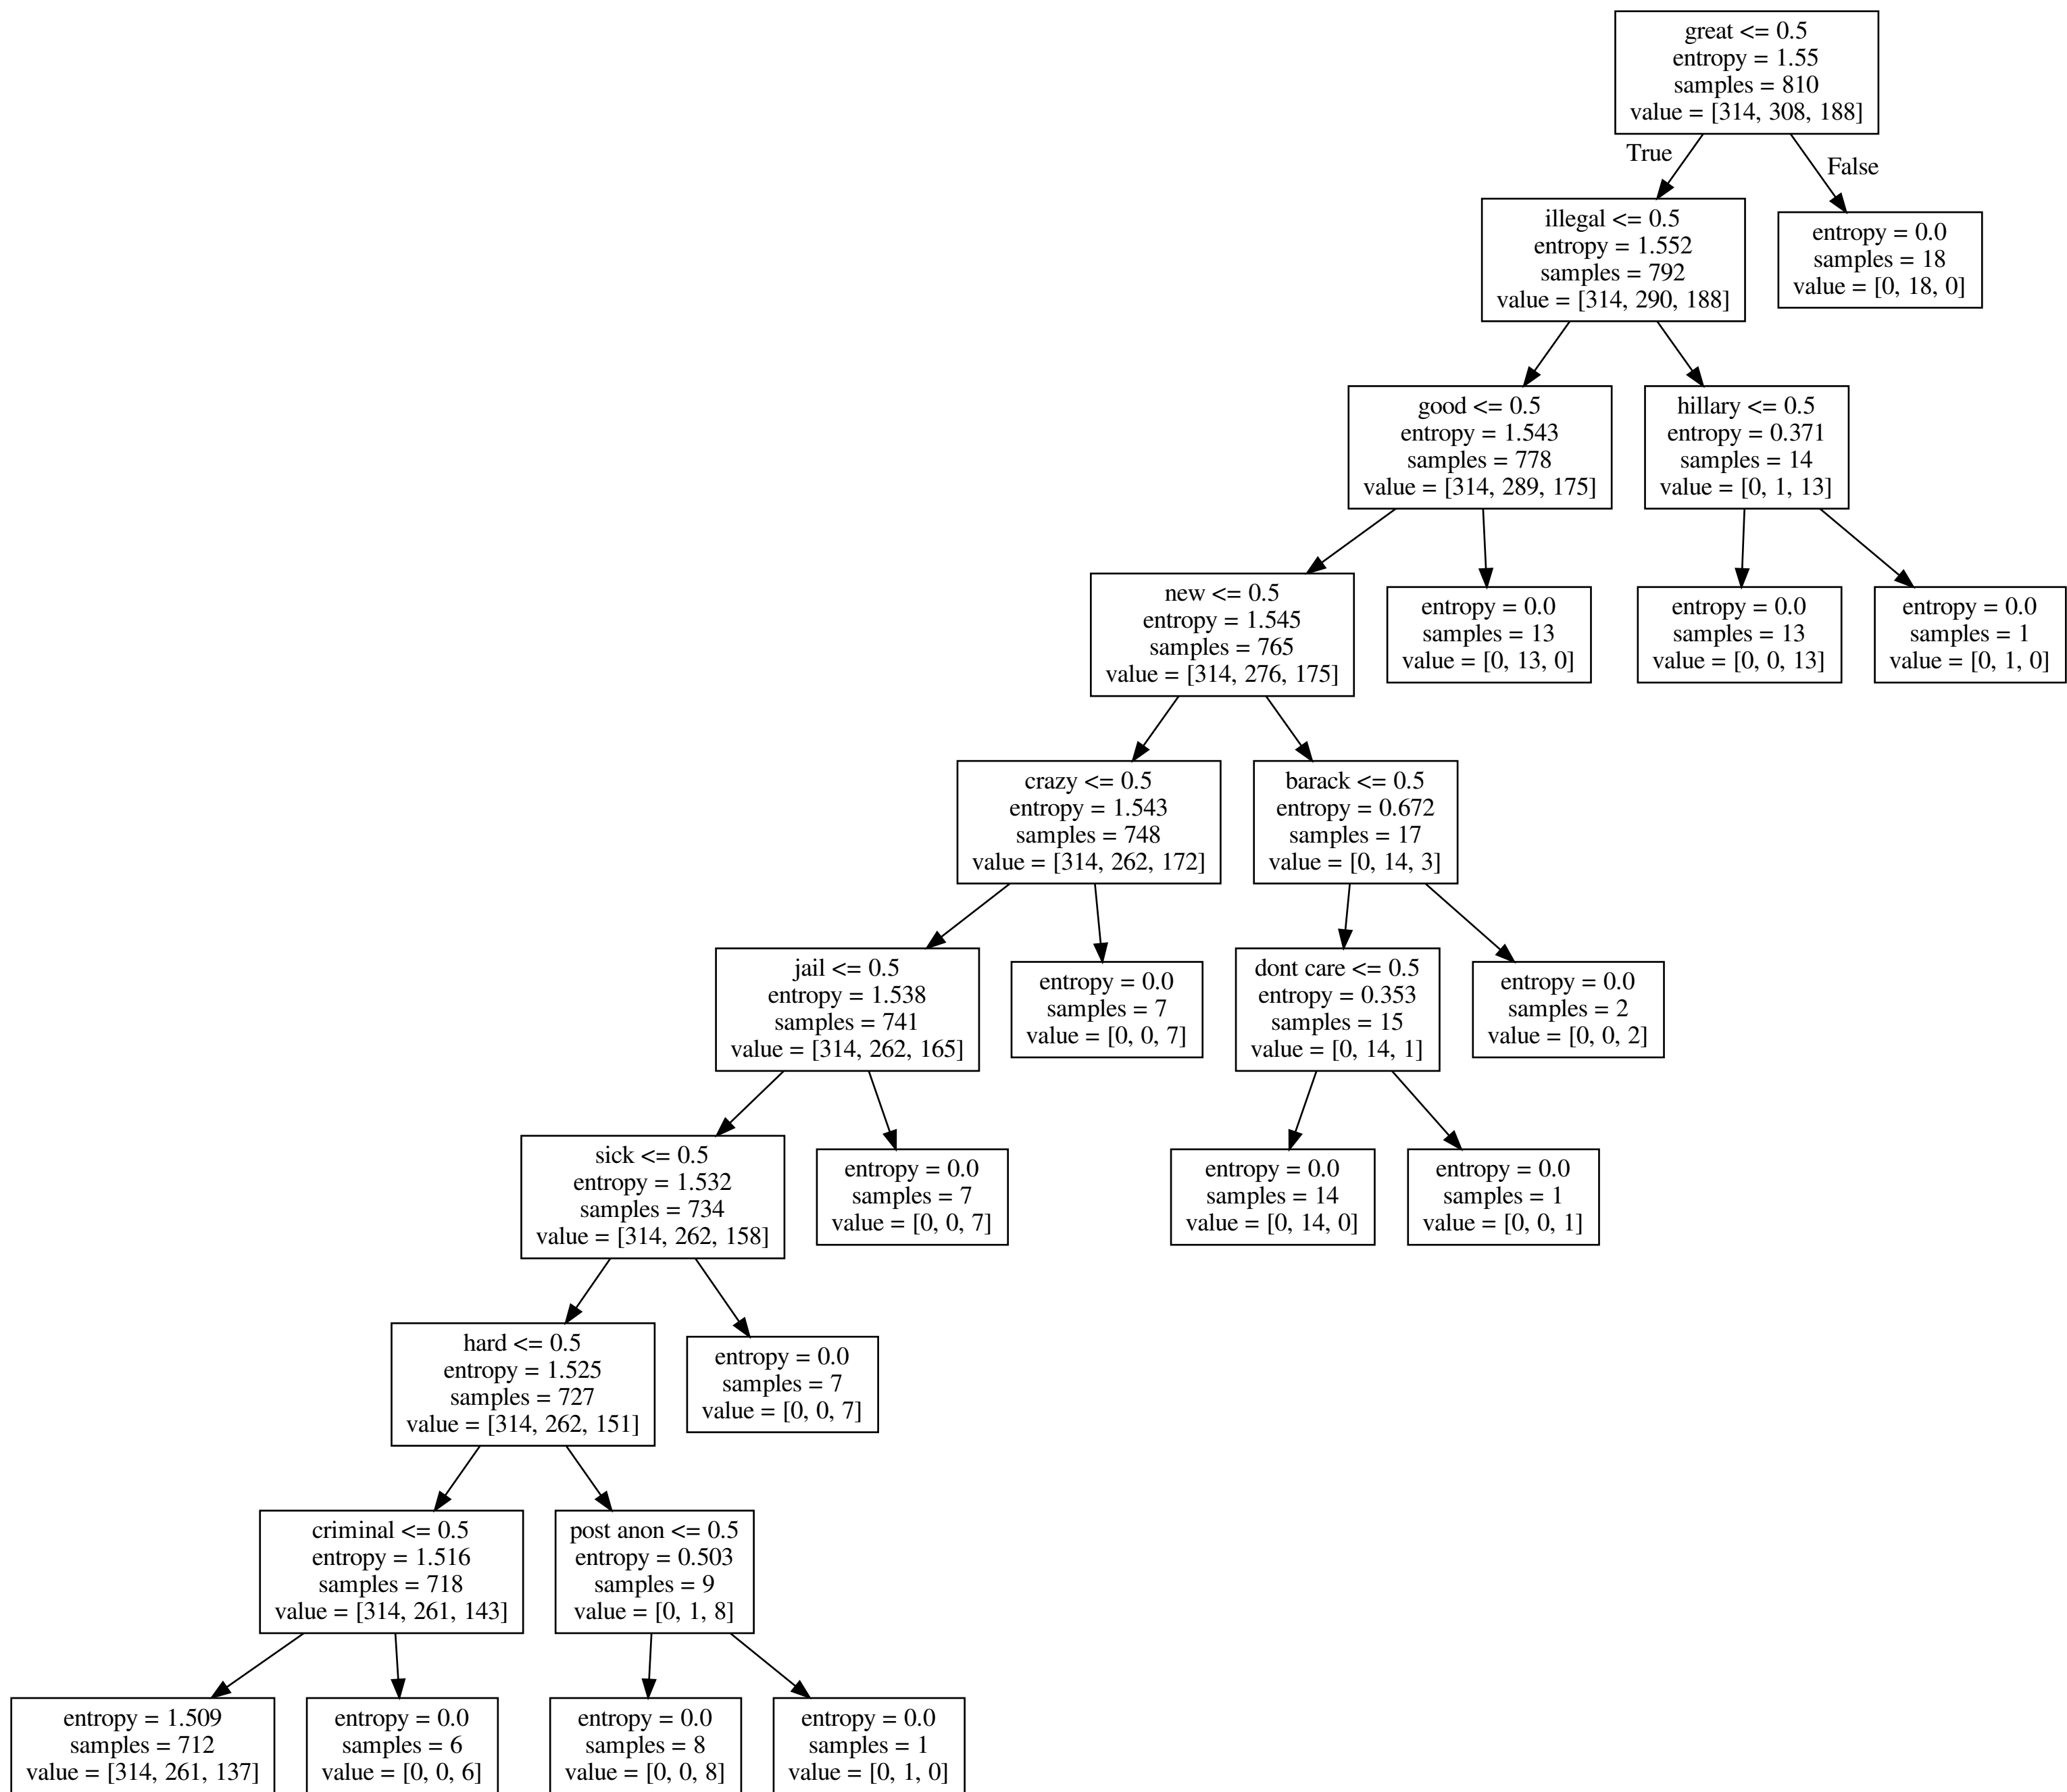 great <= 0.5
entropy = 1.55
samples = 810
value = [314, 308, 188]
True
False
illegal <= 0.5
entropy = 1.552
samples = 792
value = [314, 290, 188]
entropy = 0.0
samples = 18
value = [0, 18, 0]
good <= 0.5
entropy = 1.543
samples = 778
value = [314, 289, 175]
hillary <= 0.5
entropy = 0.371
samples = 14
value = [0, 1, 13]
new <= 0.5
entropy = 1.545
samples = 765
value = [314, 276, 175]
entropy = 0.0
samples = 13
value = [0, 13, 0]
entropy = 0.0
samples = 13
value = [0, 0, 13]
entropy = 0.0
samples = 1
value = [0, 1, 0]
crazy <= 0.5
entropy = 1.543
samples = 748
value = [314, 262, 172]
barack <= 0.5
entropy = 0.672
samples = 17
value = [0, 14, 3]
jail <= 0.5
entropy = 1.538
samples = 741
value = [314, 262, 165]
entropy = 0.0
samples = 7
value = [0, 0, 7]
dont care <= 0.5
entropy = 0.353
samples = 15
value = [0, 14, 1]
entropy = 0.0
samples = 2
value = [0, 0, 2]
sick <= 0.5
entropy = 1.532
samples = 734
value = [314, 262, 158]
entropy = 0.0
samples = 7
value = [0, 0, 7]
entropy = 0.0
samples = 14
value = [0, 14, 0]
entropy = 0.0
samples = 1
value = [0, 0, 1]
hard <= 0.5
entropy = 1.525
samples = 727
value = [314, 262, 151]
entropy = 0.0
samples = 7
value = [0, 0, 7]
criminal <= 0.5
entropy = 1.516
samples = 718
value = [314, 261, 143]
post anon <= 0.5
entropy = 0.503
samples = 9
value = [0, 1, 8]
entropy = 1.509
samples = 712
value = [314, 261, 137]
entropy = 0.0
samples = 6
value = [0, 0, 6]
entropy = 0.0
samples = 8
value = [0, 0, 8]
entropy = 0.0
samples = 1
value = [0, 1, 0]